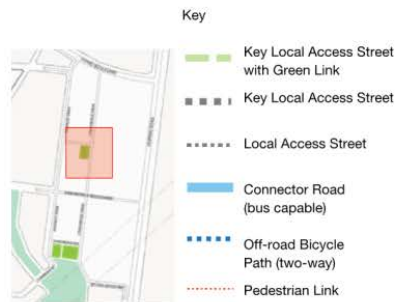 Key
Key Local Access Street
with Green Link
Key Local Access Street
Local Access Street
Connector Road
(bus capable)
Off-road Bicycle
Path (two-way)
Pedestrian Link